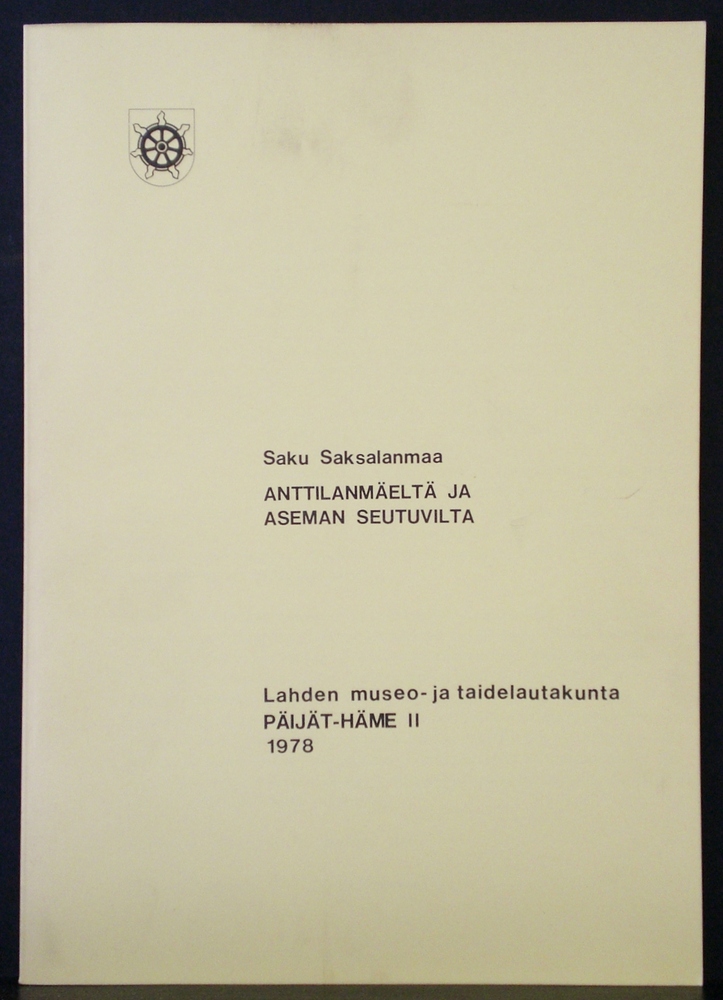 Saku Saksalanmaa
ANTTILANMÄELTÄ JA
ASEMAN SEUTUVILTA
Lahden museo- ja taidelautakunta
PÄIJÄT-HÄME II
1978